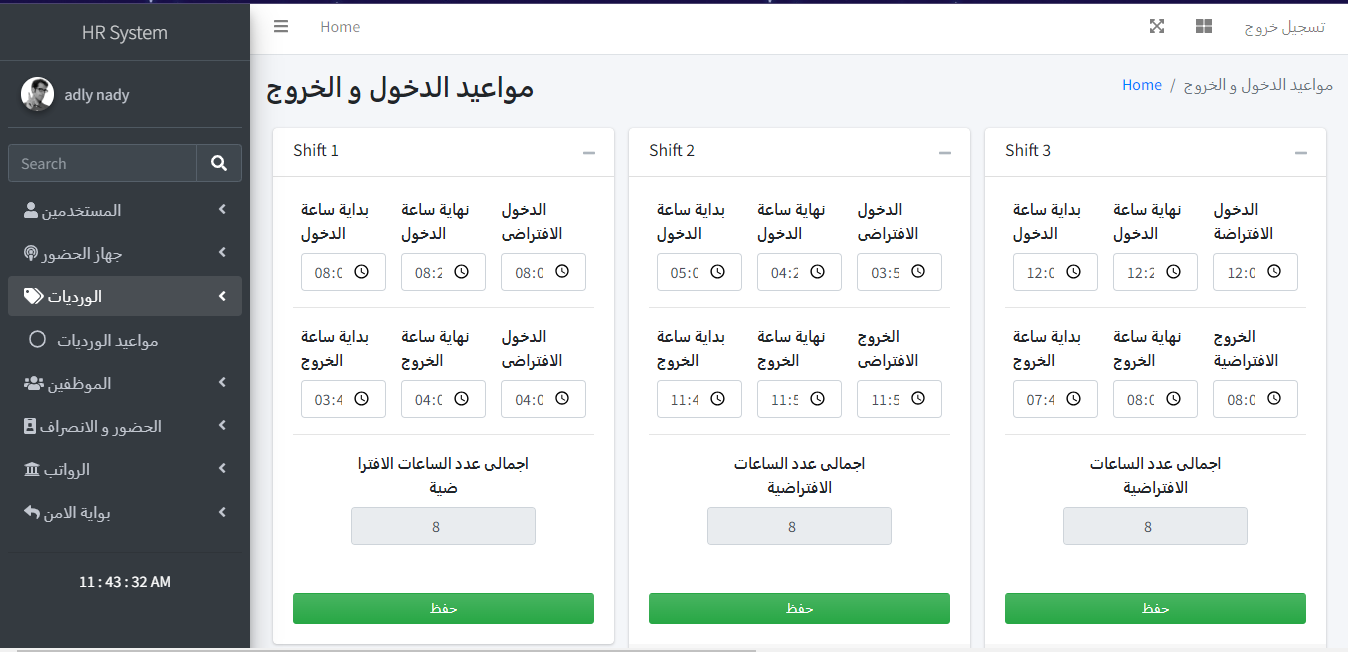 HR System
adly nady
Search
المستخدمين
جهاز الحضور
الورديات
مواعيد الورديات
الموظفين
الحضور و الانصراف
الرواتب
بوابة الامن
11 : 43 : 32 AM
Home
تسجيل خروج
مواعيد الدخول و الخروج
Home / مواعيد الدخول و الخروج
Shift 1
بداية ساعة
الدخول
نهاية ساعة
الدخول
الدخول
الافتراضى
08:0
08:2
08:0
بداية ساعة
الخروج
نهاية ساعة
الخروج
الدخول
الافتراضى
03:4
04:0
04:0
اجمالى عدد الساعات الافترا
ضية
8
حفظ
Shift 2
بداية ساعة
الدخول
نهاية ساعة
الدخول
الدخول
الافتراضى
05:0
04:2
03:5
بداية ساعة
الخروج
نهاية ساعة
الخروج
الخروج
الافتراضى
11:4
11:5
11:5
اجمالى عدد الساعات
الافتراضية
8
حفظ
Shift 3
بداية ساعة
الدخول
نهاية ساعة
الدخول
الدخول
الافتراضة
12:0
12:2
12:0
بداية ساعة
الخروج
نهاية ساعة
الخروج
الخروج
الافتراضية
07:4
08:0
08:0
اجمالى عدد الساعات
الافتراضية
8
حفظ